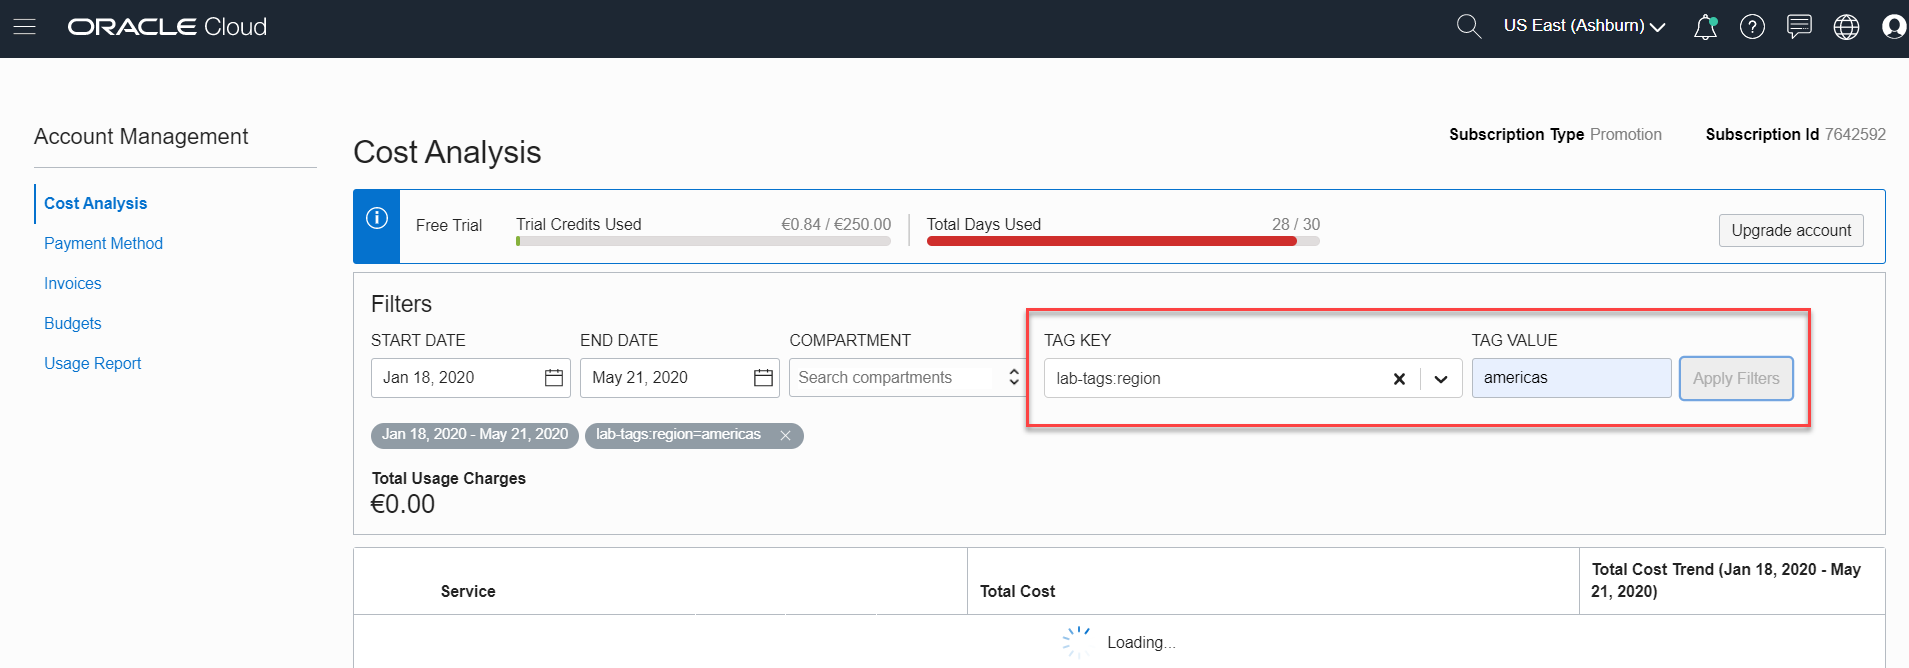 ORACLE Cloud
US East (Ashburn)
Account Management
Cost Analysis
Payment Method
Invoices
Budgets
Usage Report
Cost Analysis
Subscription Type Promotion Subscription Id 7642592
Free Trial
Trial Credits Used €0.84 / €250.00
Total Days Used 28 / 30
Upgrade account
Filters
START DATE END DATE COMPARTMENT TAG KEY TAG VALUE
Jan 18, 2020 May 21, 2020 Search compartments lab-tags:region americas Apply Filters
Jan 18, 2020 - May 21, 2020 lab-tags:region=americas
Total Usage Charges
€0.00
Service
Total Cost
Total Cost Trend (Jan 18, 2020 - May
21, 2020)
Loading...